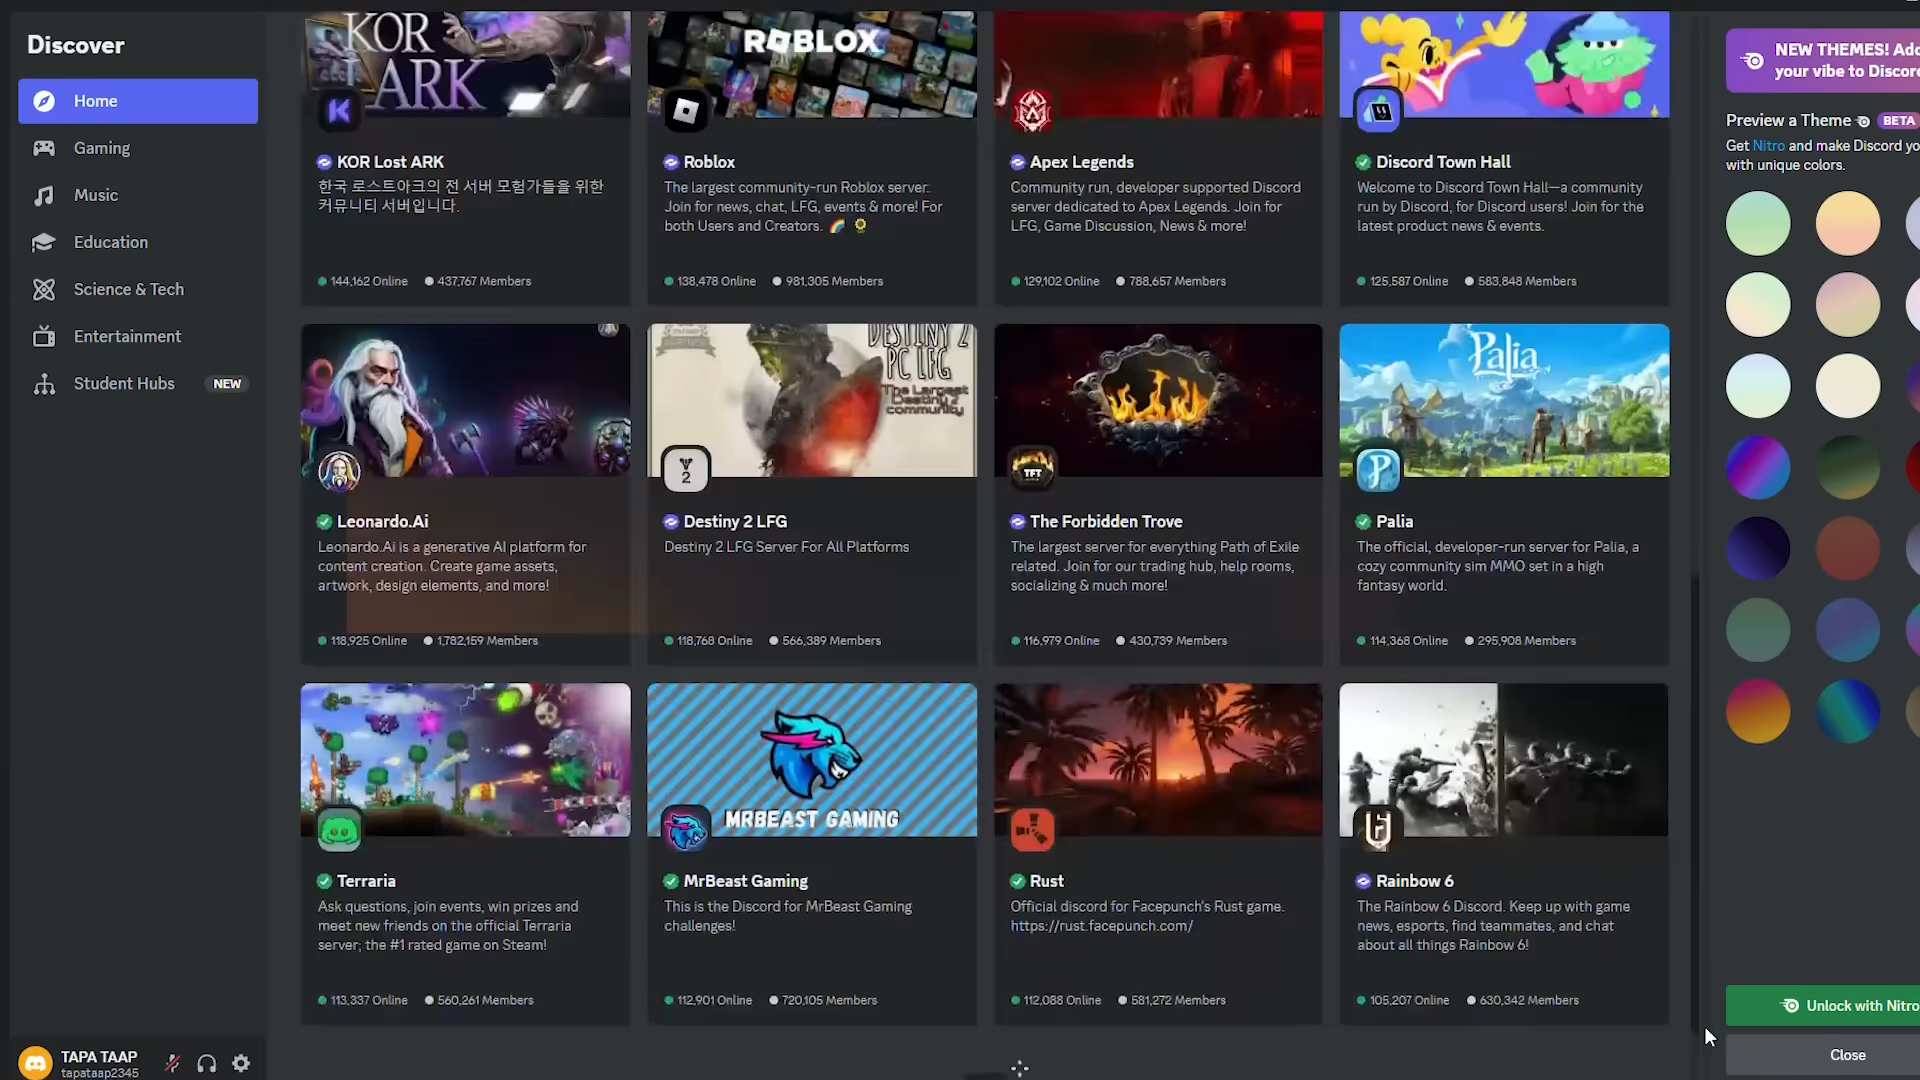 Discover
Home
Gaming
Music
Education
Science & Tech
Entertainment
Student Hubs NEW
TAPA TAAP
tapataap2345
KOR
ARK
KOR Lost ARK
한국 로스트아크의 전 서버 모험가들을 위한
커뮤니티 서버입니다.
144,162 Online 437,767 Members
ROBLOX
Roblox
The largest community-run Roblox server.
Join for news, chat, LFG, events & more! For
both Users and Creators. 🌈 🌻
138,478 Online 981,305 Members
Apex Legends
Community run, developer supported Discord
server dedicated to Apex Legends. Join for
LFG, Game Discussion, News & more!
129,102 Online 788,657 Members
Discord Town Hall
Welcome to Discord Town Hall—a community
run by Discord, for Discord users! Join for the
latest product news & events.
125,587 Online 583,848 Members
Leonardo.Ai
Leonardo.Ai is a generative AI platform for
content creation. Create game assets,
artwork, design elements, and more!
118,925 Online 1,782,159 Members
DESTINY 2
PC LFG
The Largest
Destiny 2
community
2
Destiny 2 LFG
Destiny 2 LFG Server For All Platforms
118,768 Online 566,389 Members
TFT
The Forbidden Trove
The largest server for everything Path of Exile
related. Join for our trading hub, help rooms,
socializing & much more!
116,979 Online 430,739 Members
Palia
P
Palia
The official, developer-run server for Palia, a
cozy community sim MMO set in a high
fantasy world.
114,368 Online 295,908 Members
Terraria
Ask questions, join events, win prizes and
meet new friends on the official Terraria
server; the #1 rated game on Steam!
113,337 Online 560,261 Members
MRBEAST GAMING
MrBeast Gaming
This is the Discord for MrBeast Gaming
challenges!
112,901 Online 720,105 Members
Rust
Official discord for Facepunch's Rust game.
https://rust.facepunch.com/
112,088 Online 581,272 Members
Rainbow 6
The Rainbow 6 Discord. Keep up with game
news, esports, find teammates, and chat
about all things Rainbow 6!
105,207 Online 630,342 Members
NEW THEMES! Add
your vibe to Discord
Preview a Theme BETA
Get Nitro and make Discord yo
with unique colors.
Unlock with Nitro
Close